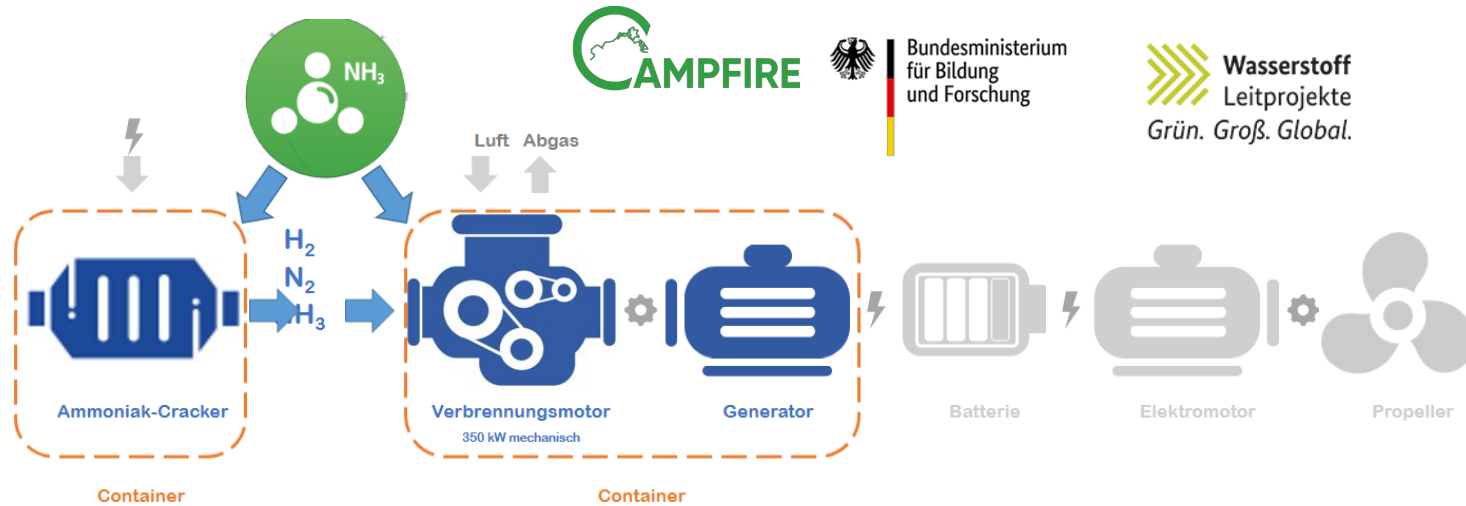 NH3
CAMPFIRE
Bundesministerium
für Bildung
und Forschung
Wasserstoff
Leitprojekte
Grün. Groß. Global.
Luft Abgas
H2
N2
H3
Ammoniak-Cracker
Verbrennungsmotor
350 kW mechanisch
Generator
Batterie
Elektromotor
Propeller
Container
Container